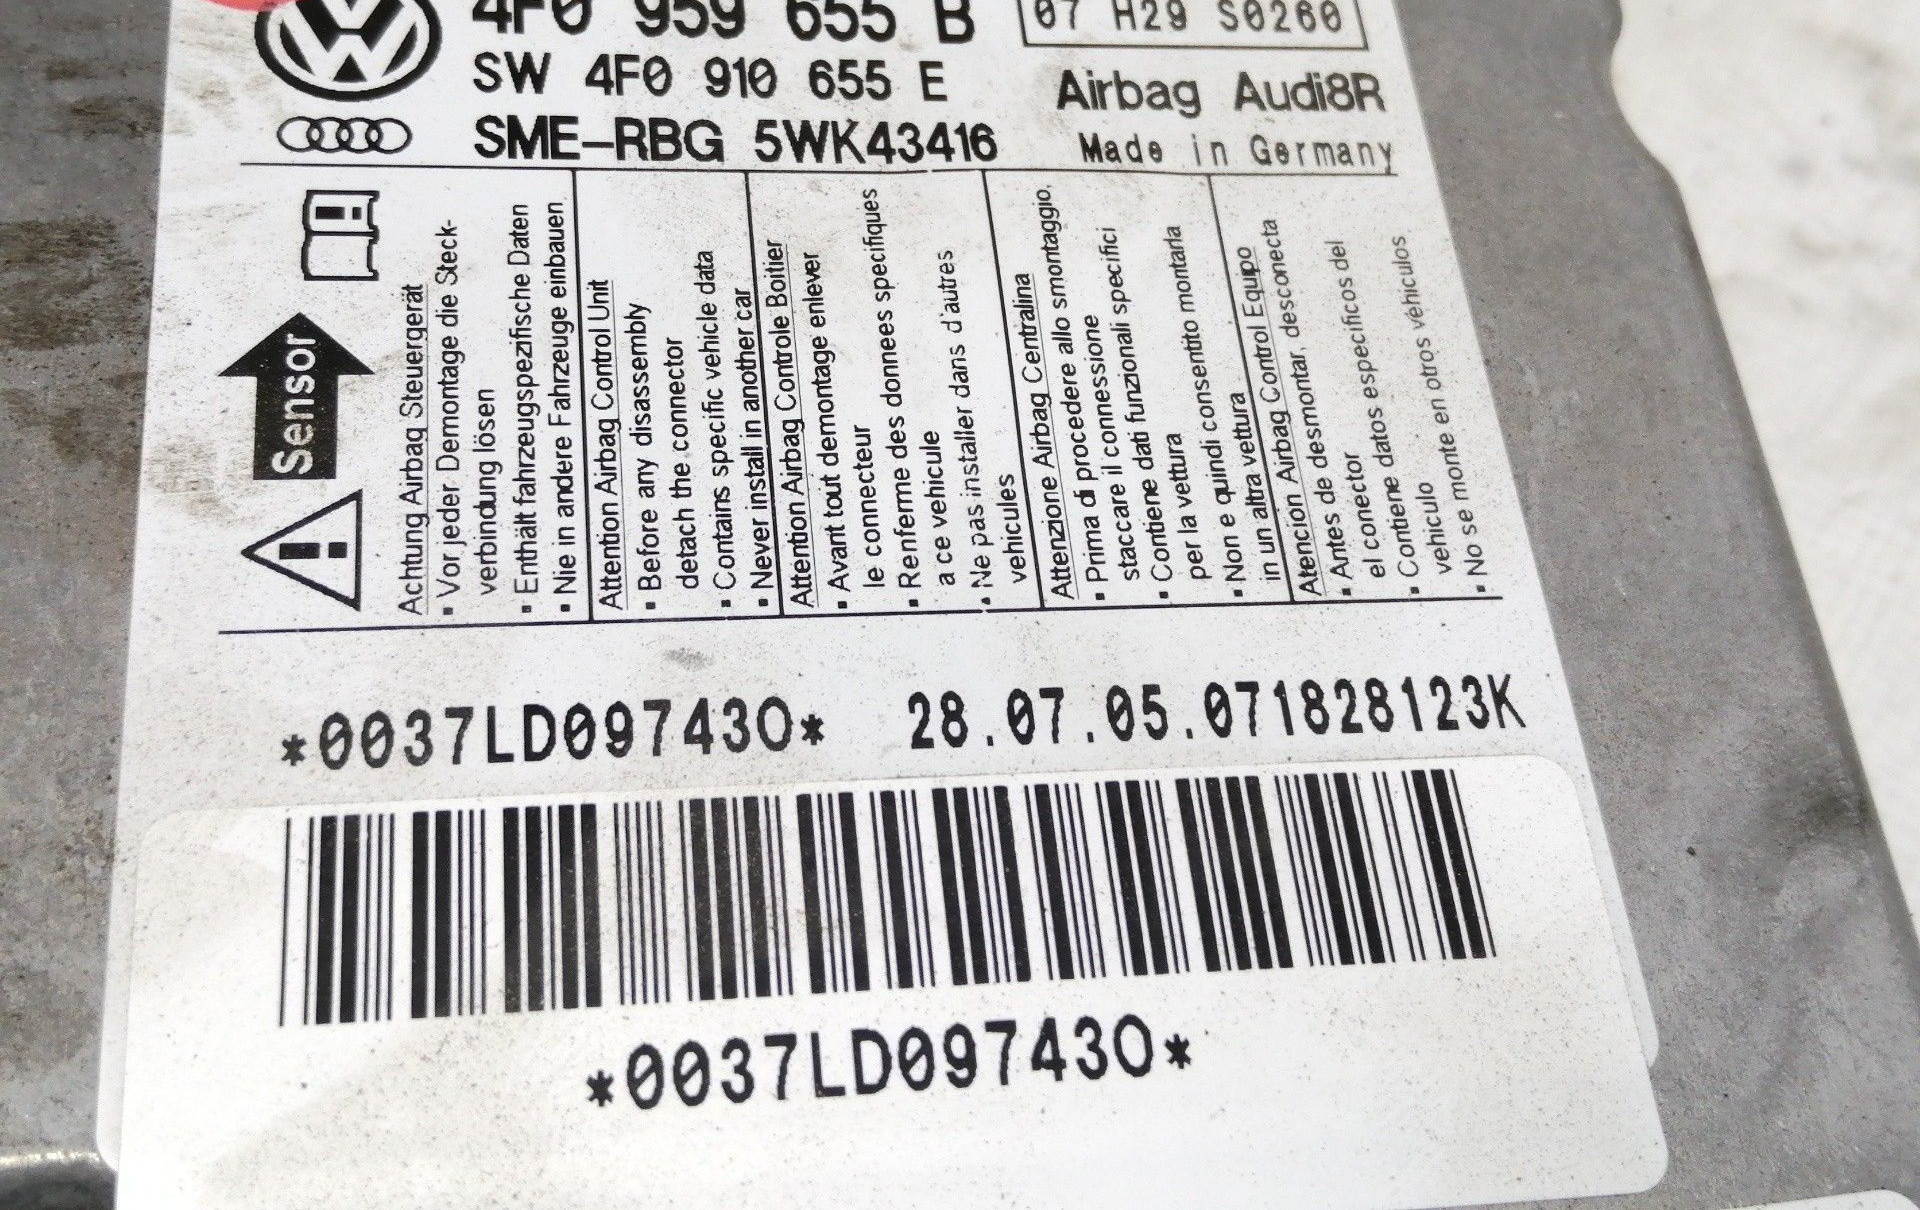 4F0 959 655 B
07 H29 S0260
SW 4F0 910 655 E
Airbag Audi8R
SME-RBG 5WK43416
Made in Germany
Sensor
Achtung Airbag Steuergerät
▪ Vor jeder Demontage die Steck-
verbindung lösen
▪ Enthält fahrzeugspezifische Daten
▪ Nie in andere Fahrzeuge einbauen
Attention Airbag Control Unit
▪ Before any disassembly
detach the connector
▪ Contains specific vehicle data
▪ Never install in another car
Attention Airbag Controle Boitier
▪ Avant tout demontage enlever
le connecteur
▪ Renferme des donnees specifiques
a ce vehicule
▪ Ne pas installer dans d'autres
vehicules
Attenzione Airbag Centralina
▪ Prima di procedere allo smontaggio,
staccare il connessione
▪ Contiene dati funzionali specifici
per la vettura
▪ Non e quindi consentito montarla
in un altra vettura
Atencion Airbag Control Equipo
▪ Antes de desmontar, desconecta
el conector
▪ Contiene datos especificos del
vehiculo
▪ No se monte en otros vehiculos
*0037LD09743O* 28.07.05.071828123K
*0037LD09743O*